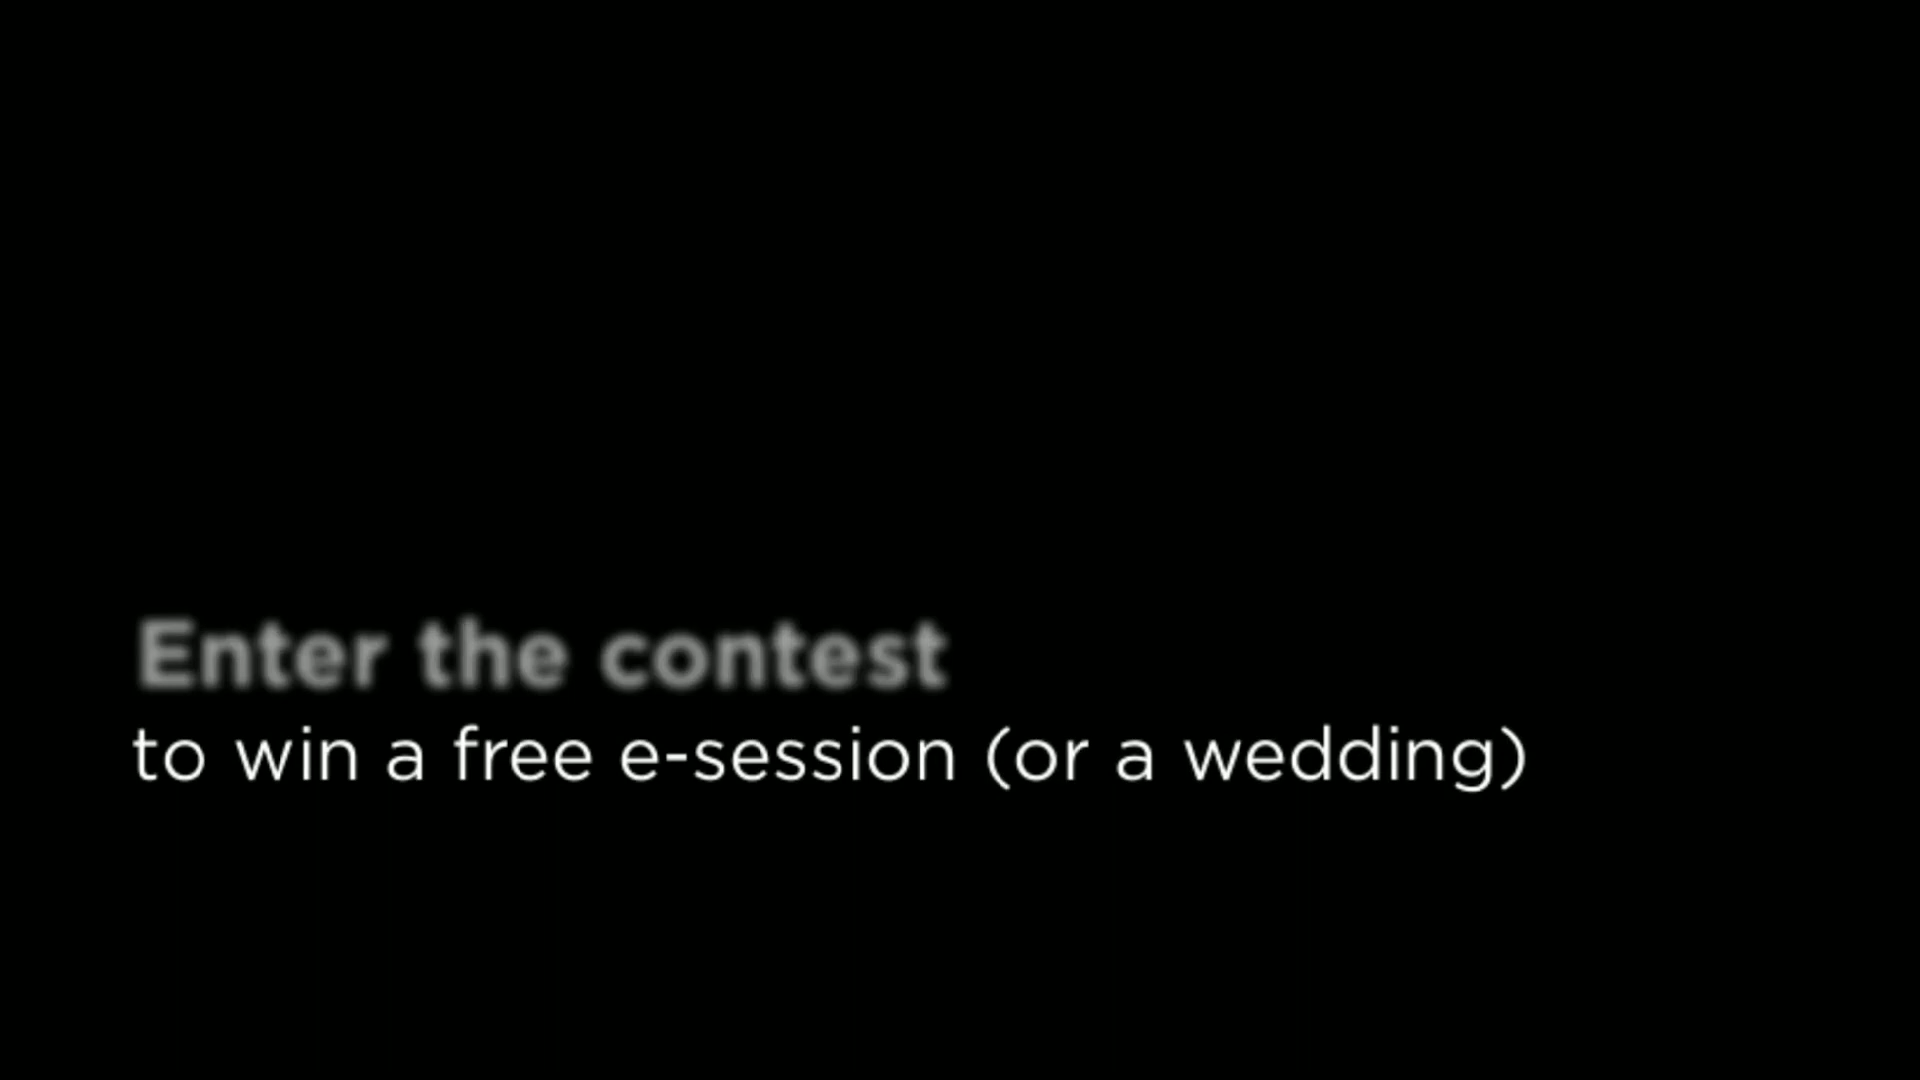 Enter the contest
to win a free e-session (or a wedding)